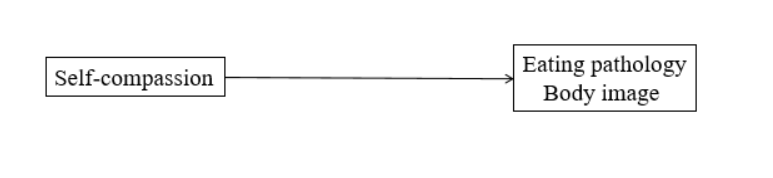 Self-compassion
Eating pathology
Body image